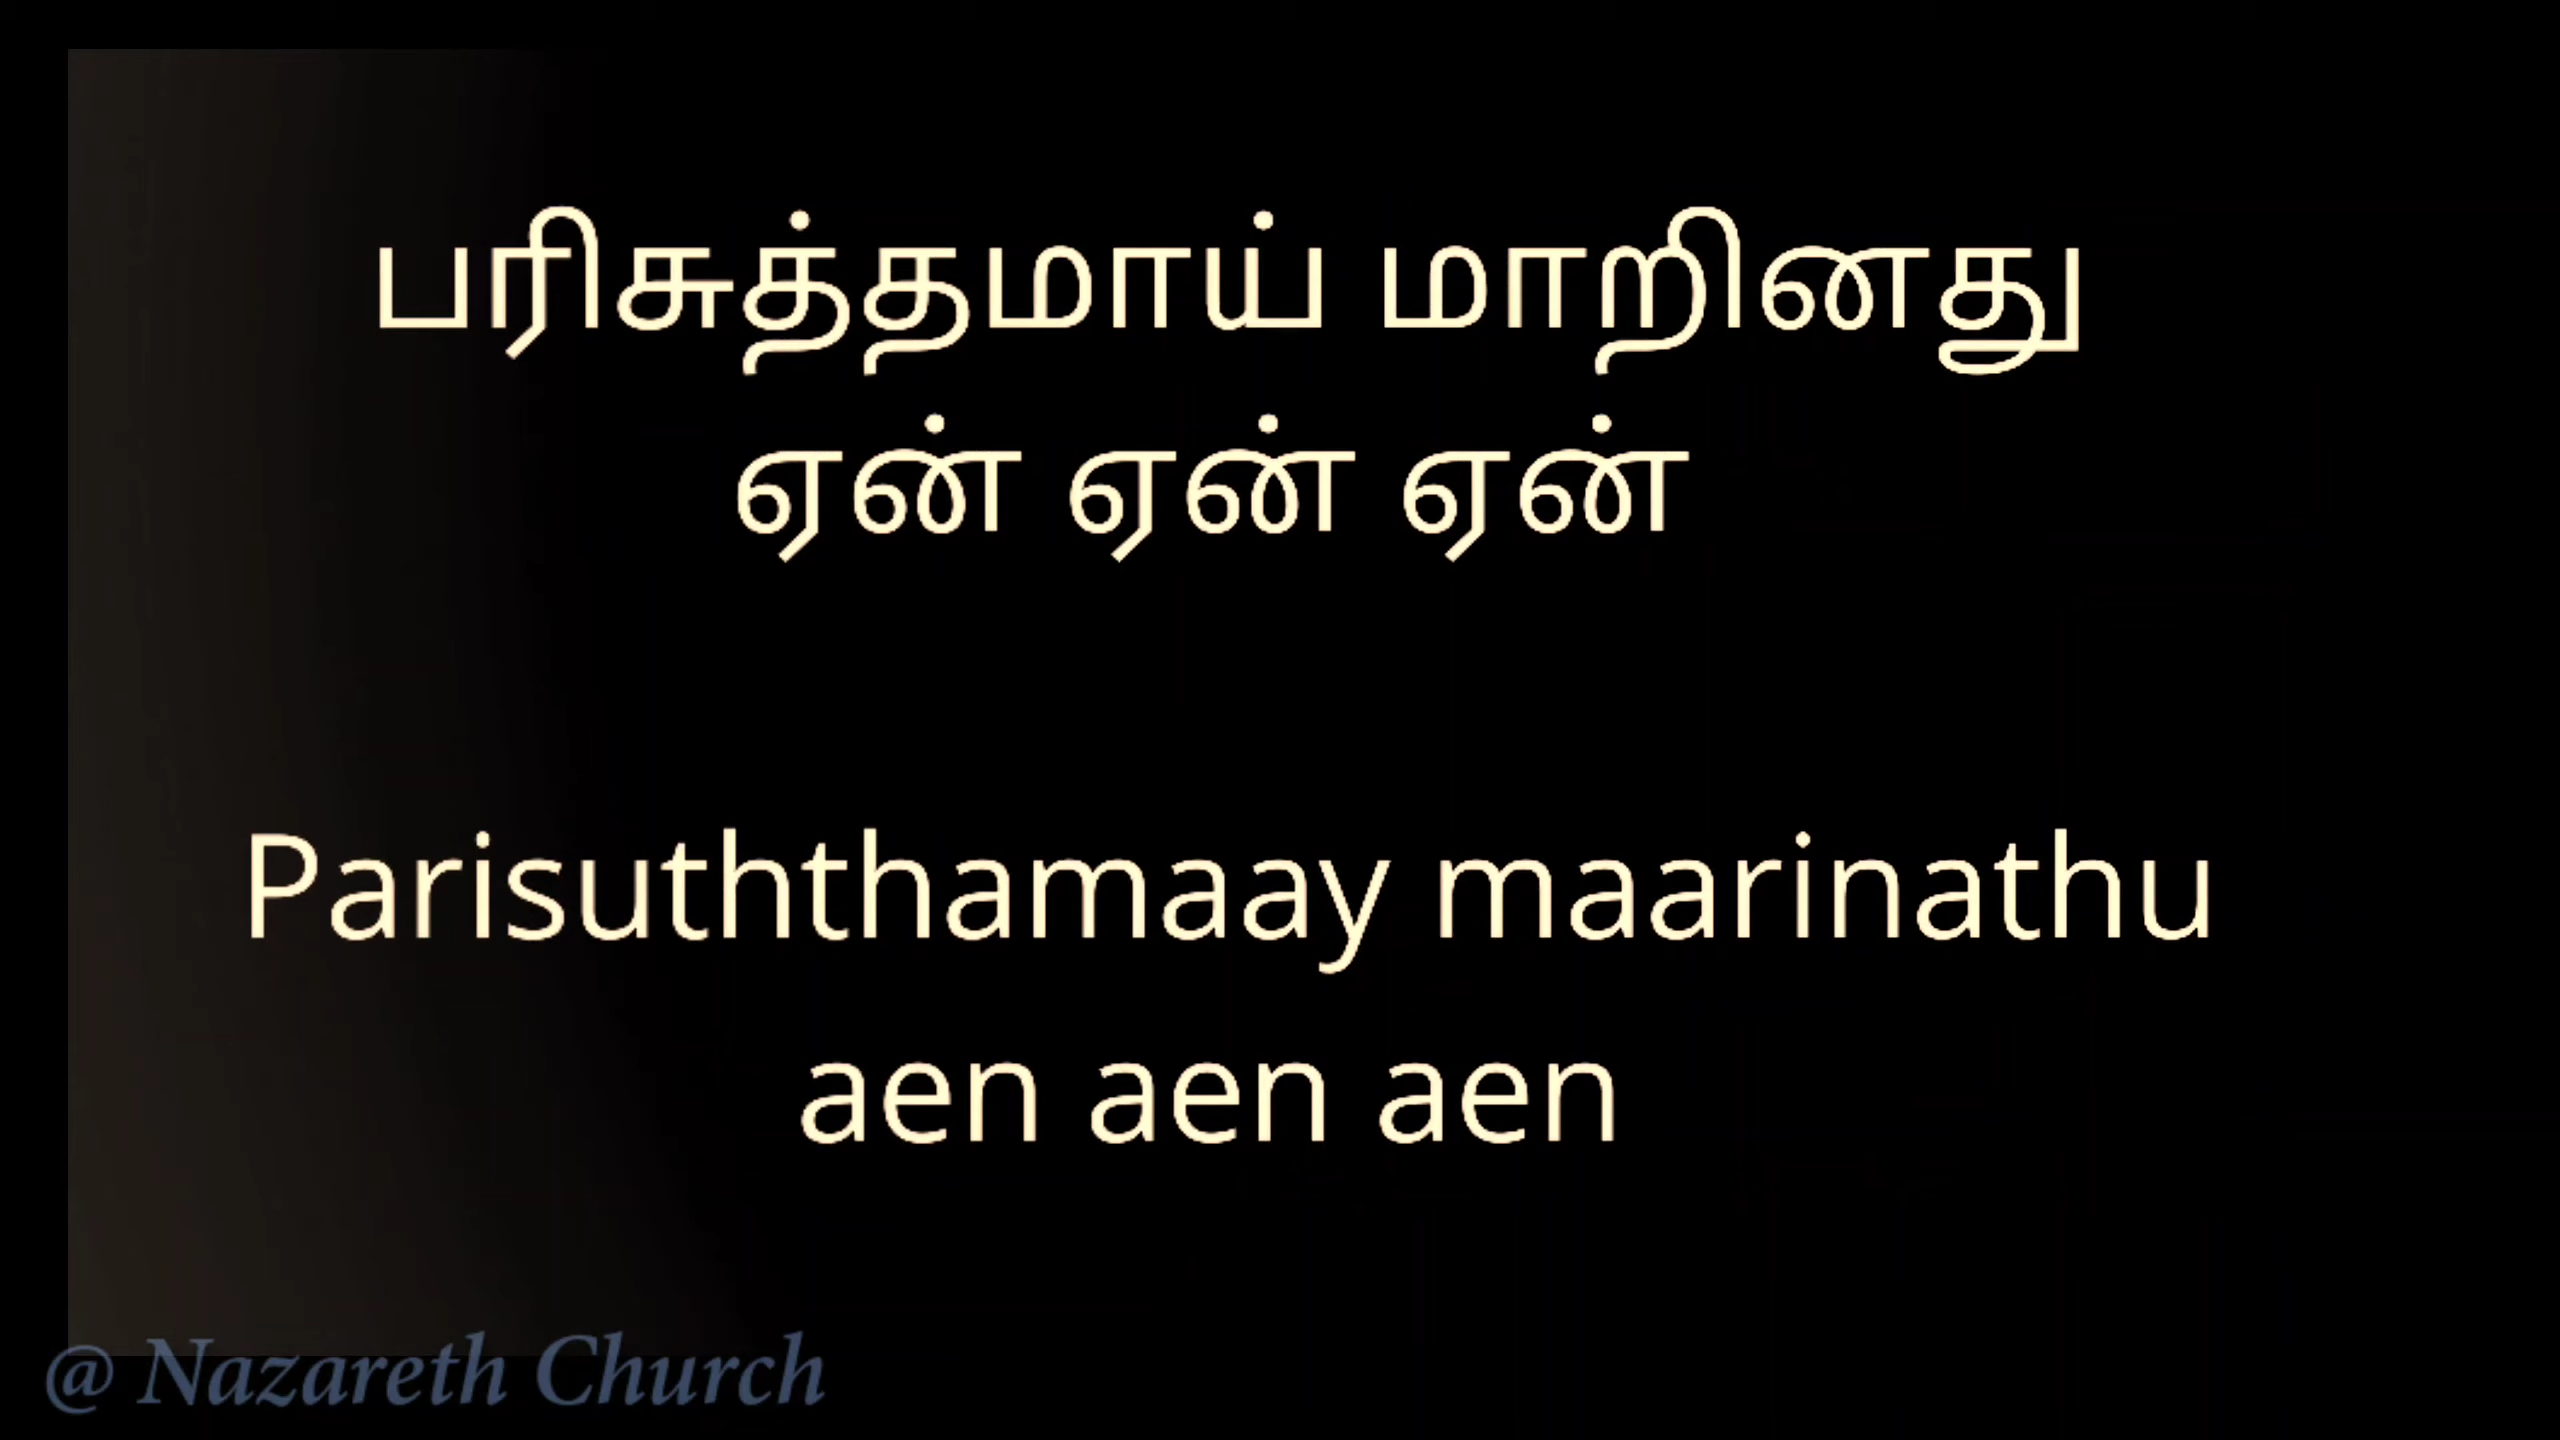 பரிசுத்தமாய் மாறினது
ஏன் ஏன் ஏன்
Parisuththamaay maarinathu
aen aen aen
@ Nazareth Church